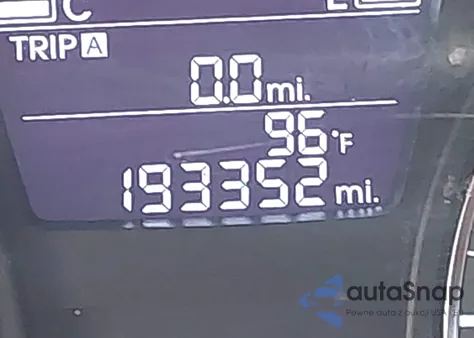 C E
TRIP A
0.0 mi.
96°F
193352 mi.
autaSnap